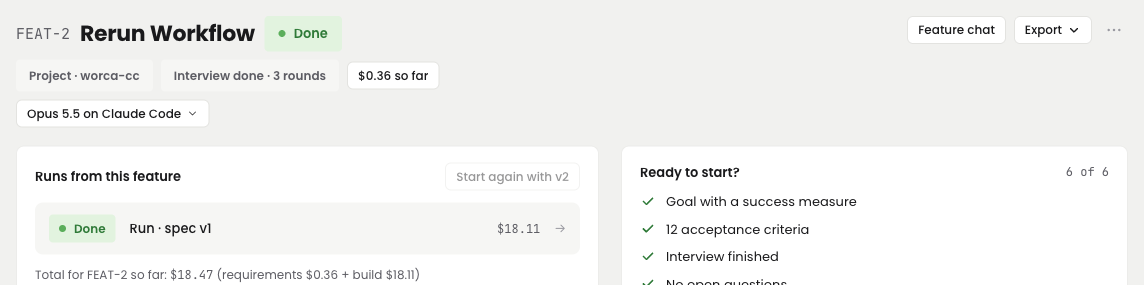 FEAT-2 Rerun Workflow Done
Feature chat
Export
Project · worca-cc
Interview done · 3 rounds
$0.36 so far
Opus 5.5 on Claude Code
Runs from this feature
Start again with v2
Done
Run · spec v1
$18.11
Total for FEAT-2 so far: $18.47 (requirements $0.36 + build $18.11)
Ready to start?
6 of 6
Goal with a success measure
12 acceptance criteria
Interview finished
No open questions